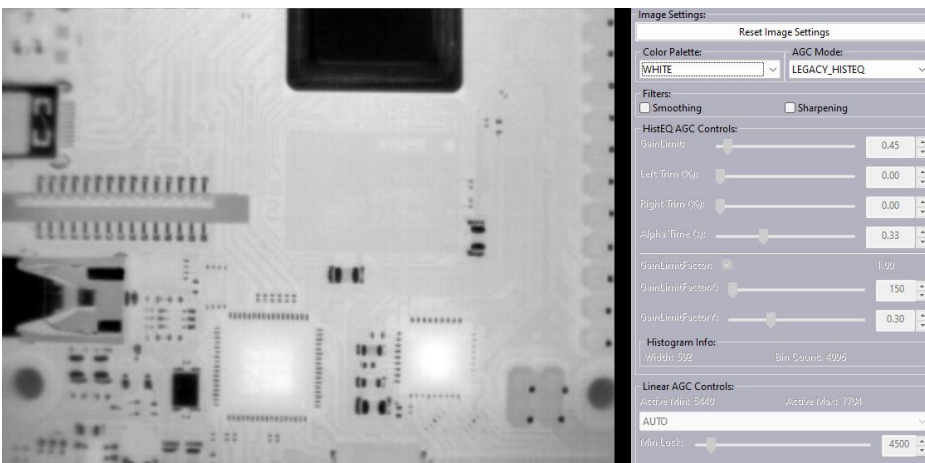 Image Settings:
Reset Image Settings
Color Palette:
AGC Mode:
WHITE
LEGACY_HISTEQ
Filters:
Smoothing
Sharpening
HistEQ AGC Controls:
GainLimit:
0.45
Left Trim (%):
0.00
Right Trim (%):
0.00
Alpha Time (s):
0.33
GainLimitFactor:
1.00
GainLimitFactorX:
150
GainLimitFactorY:
0.30
Histogram Info:
Width: 592
Bin Count: 4096
Linear AGC Controls:
Active Min: 5440
Active Max: 7704
AUTO
Min Lock:
4500